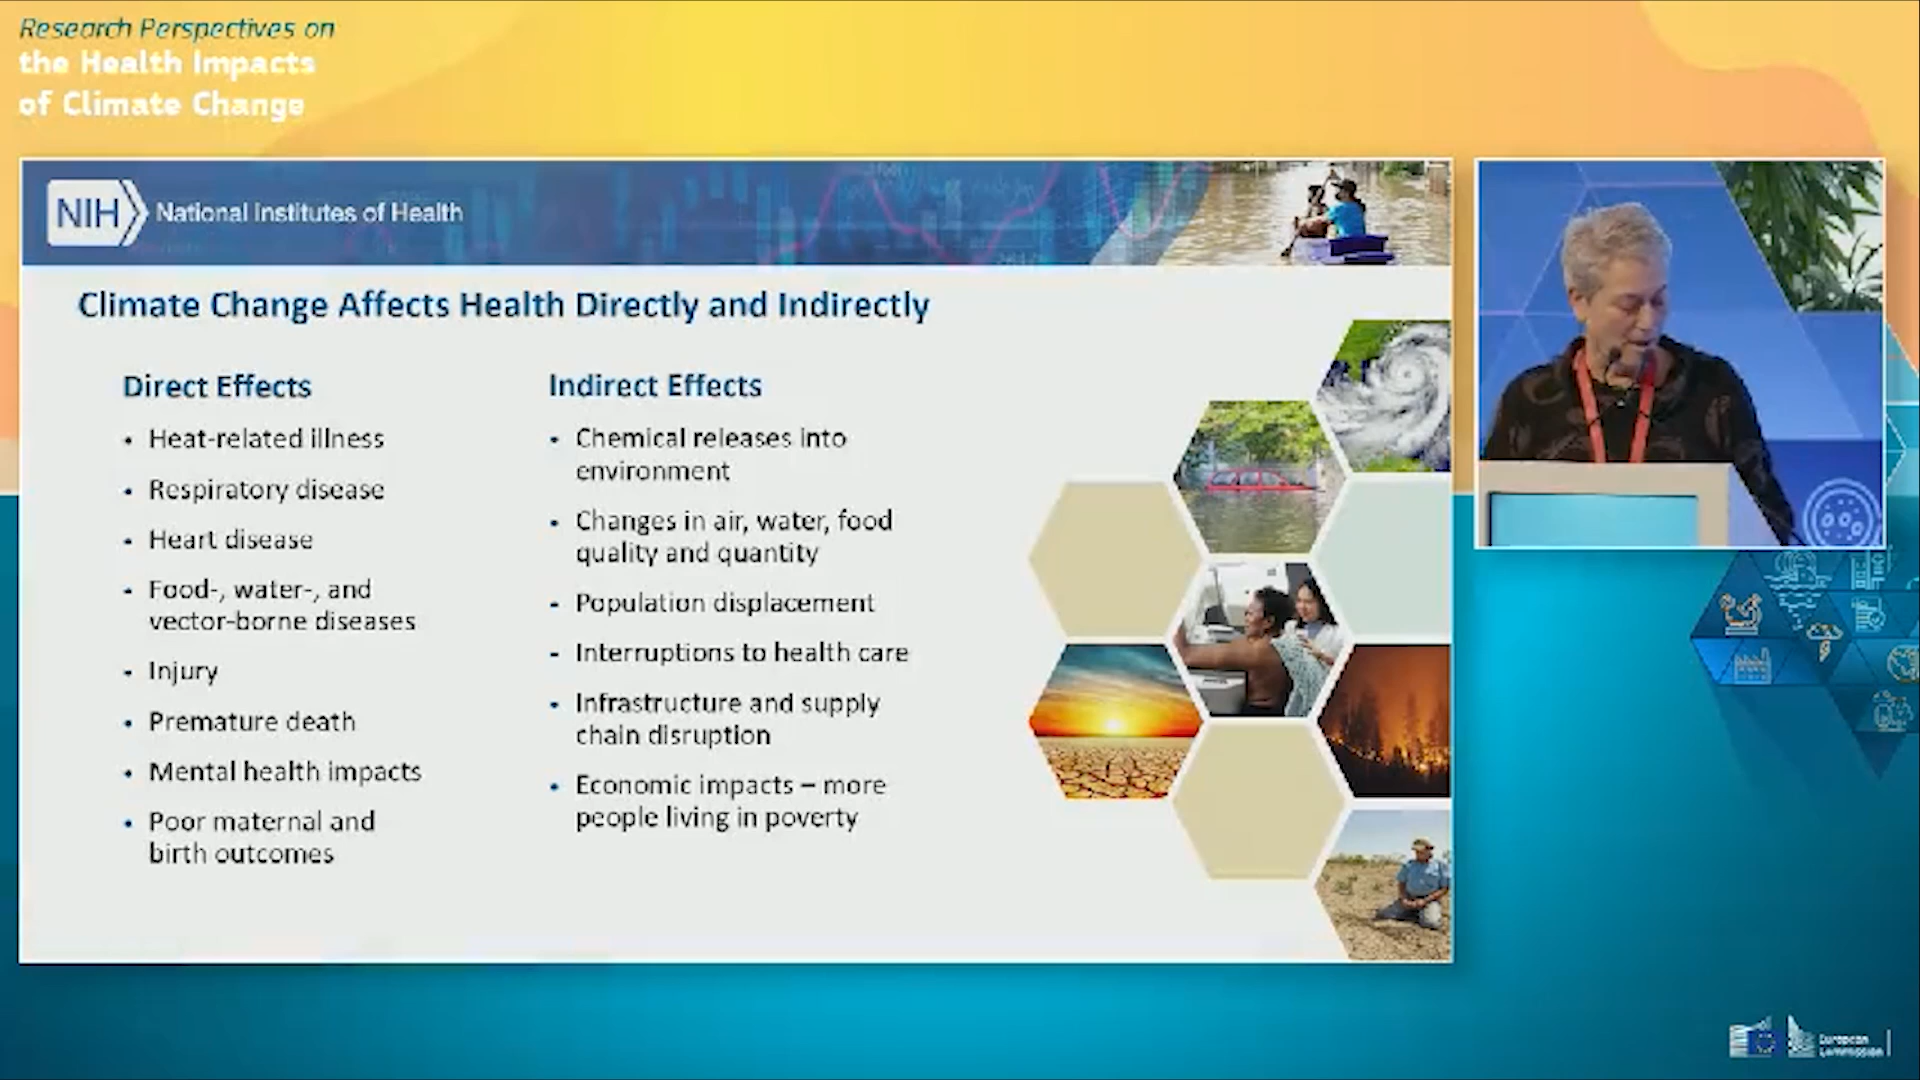 Research Perspectives on
the Health Impacts
of Climate Change
NIH National Institutes of Health
Climate Change Affects Health Directly and Indirectly
Direct Effects
• Heat-related illness
• Respiratory disease
• Heart disease
• Food-, water-, and
vector-borne diseases
• Injury
• Premature death
• Mental health impacts
• Poor maternal and
birth outcomes
Indirect Effects
• Chemical releases into
environment
• Changes in air, water, food
quality and quantity
• Population displacement
• Interruptions to health care
• Infrastructure and supply
chain disruption
• Economic impacts – more
people living in poverty
European
Commission